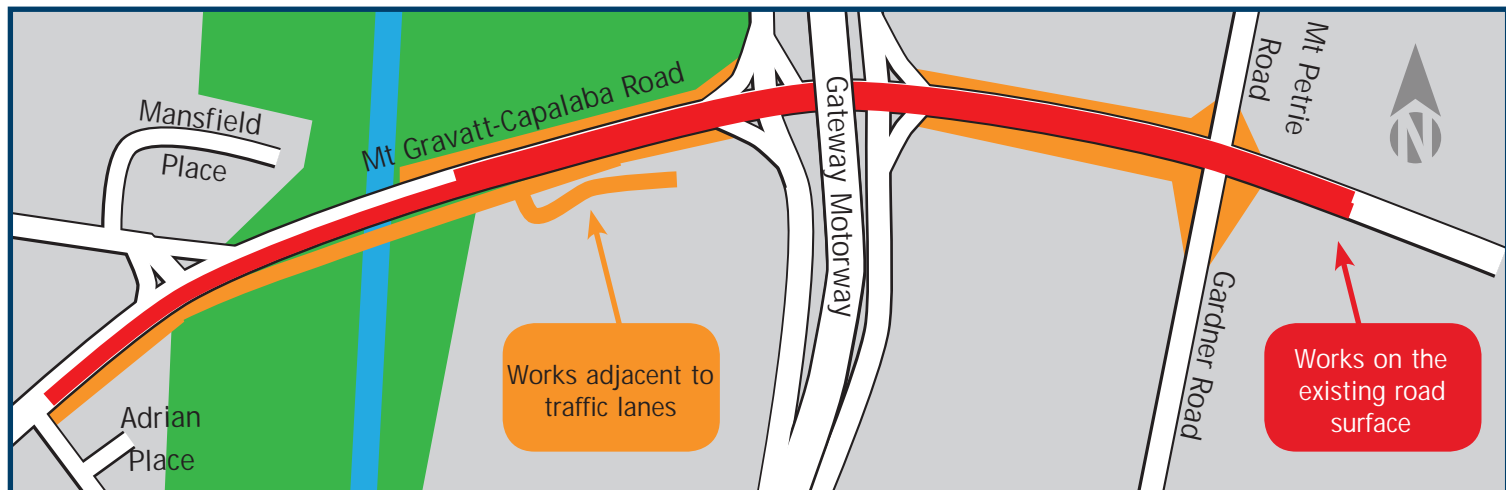 Mansfield
Place
Mt Gravatt-Capalaba Road
Gateway Motorway
Mt Petrie
Road
N
Gardner Road
Adrian
Place
Works adjacent to
traffic lanes
Works on the
existing road
surface